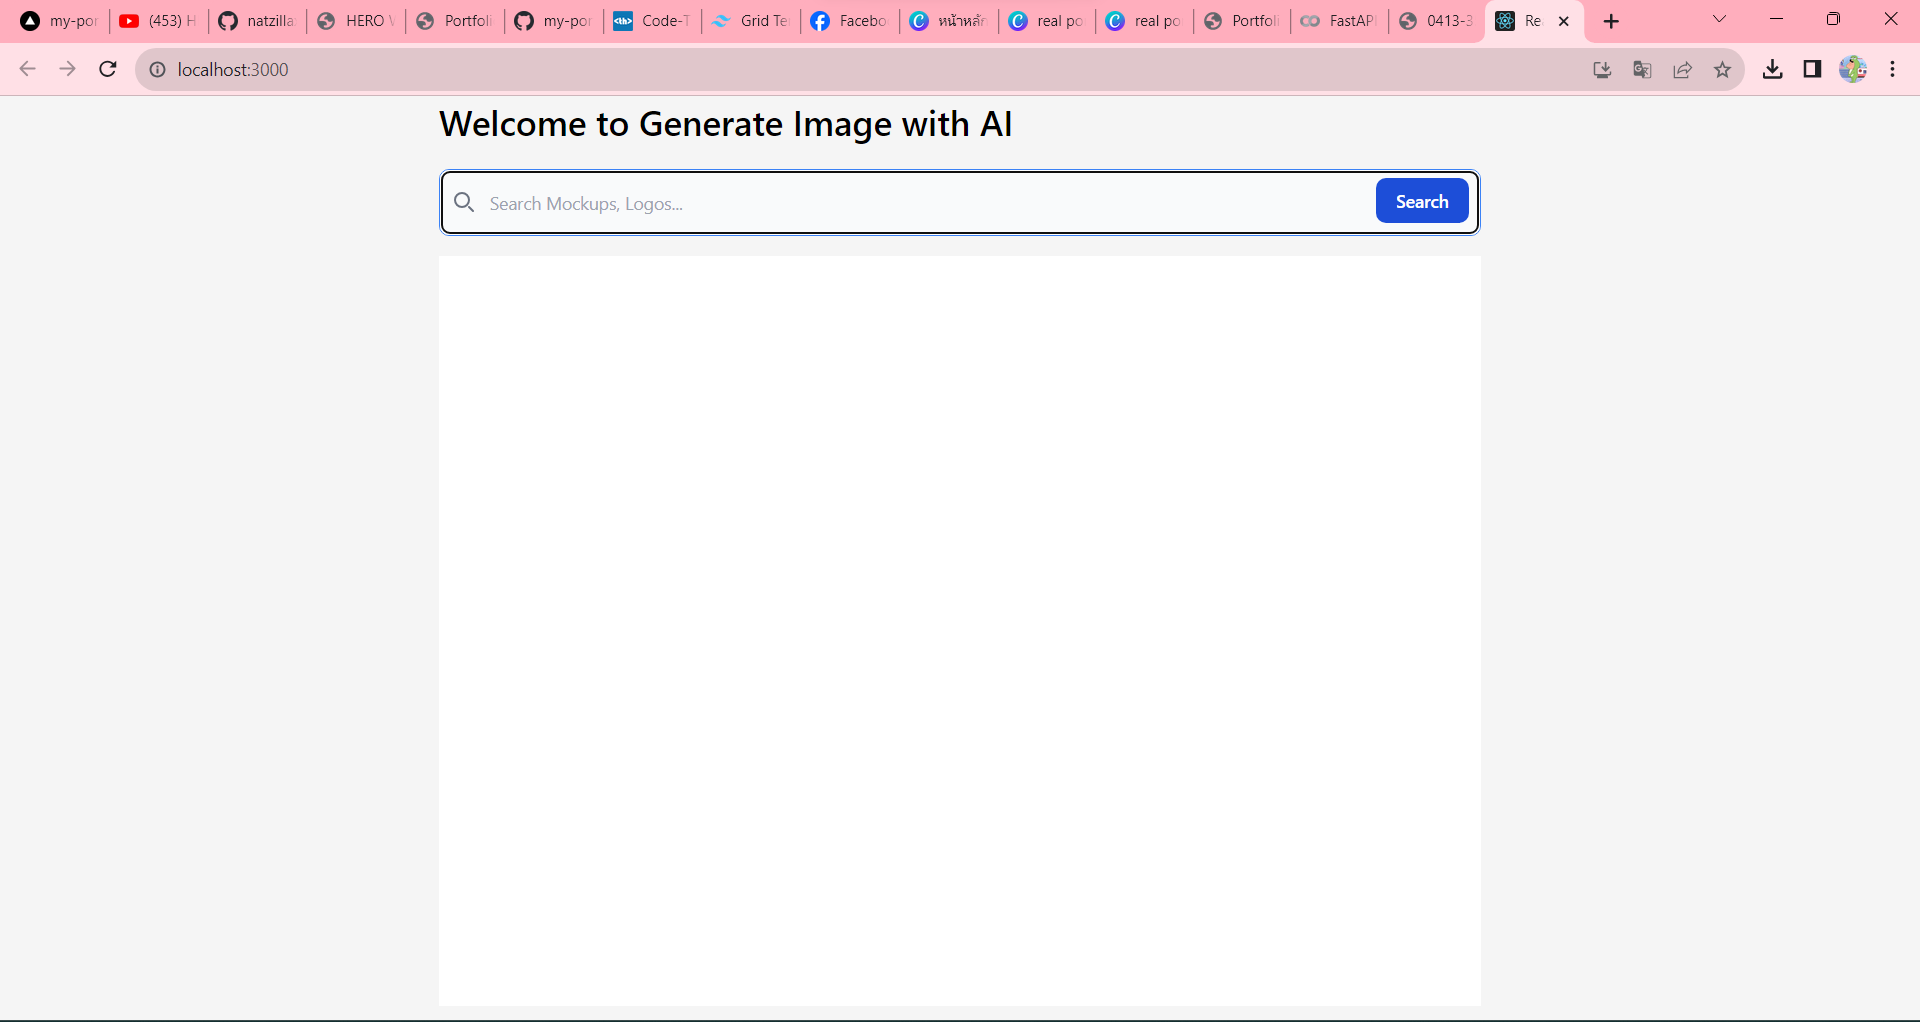 my-por
(453) H
natzilla
HERO
Portfoli
my-por
Code-T
Grid Te
Facebo
หน้าหลัก
real po
real po
Portfoli
FastAPI
0413-3
Re
localhost:3000
Welcome to Generate Image with AI
Search Mockups, Logos...
Search